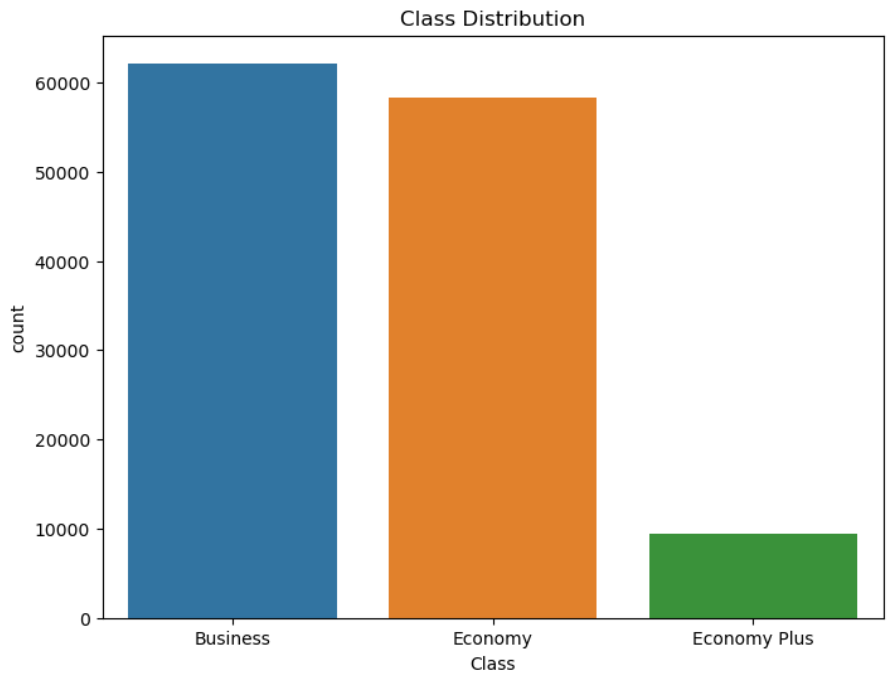 Class Distribution
60000
50000
40000
30000
20000
10000
0
count
Business Economy Economy Plus
Class